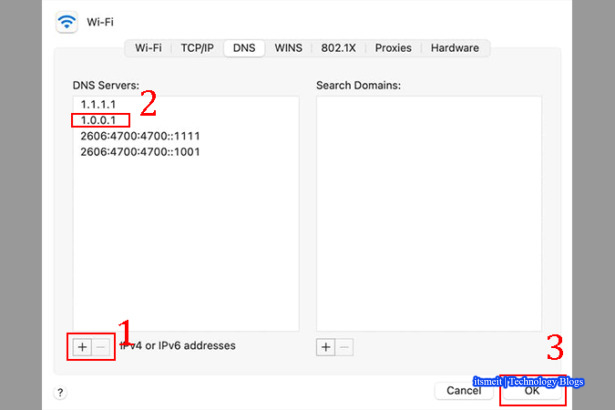 Wi-Fi
Wi-Fi TCP/IP DNS WINS 802.1X Proxies Hardware
DNS Servers:
Search Domains:
2
1.1.1.1
1.0.0.1
2606:4700:4700::1111
2606:4700:4700::1001
1
+ − IPv4 or IPv6 addresses
+ −
3
itsmeit | Technology Blogs
? Cancel OK